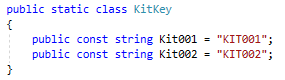 public static class KitKey
{
    public const string Kit001 = "KIT001";
    public const string Kit002 = "KIT002";
}